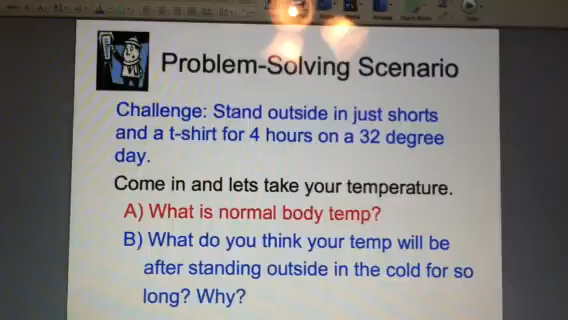 Problem-Solving Scenario
Challenge: Stand outside in just shorts
and a t-shirt for 4 hours on a 32 degree
day.
Come in and lets take your temperature.
A) What is normal body temp?
B) What do you think your temp will be
after standing outside in the cold for so
long? Why?